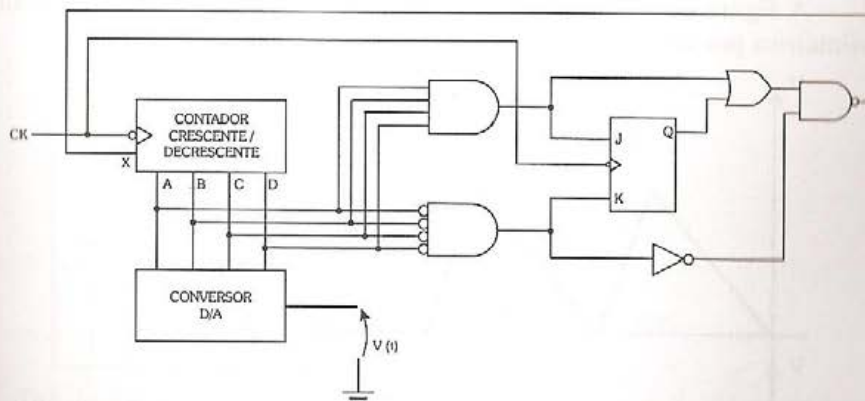 CONTADOR
CRESCENTE /
DECRESCENTE
CK
X
A B C D
J
Q
K
CONVERSOR
D/A
V (t)